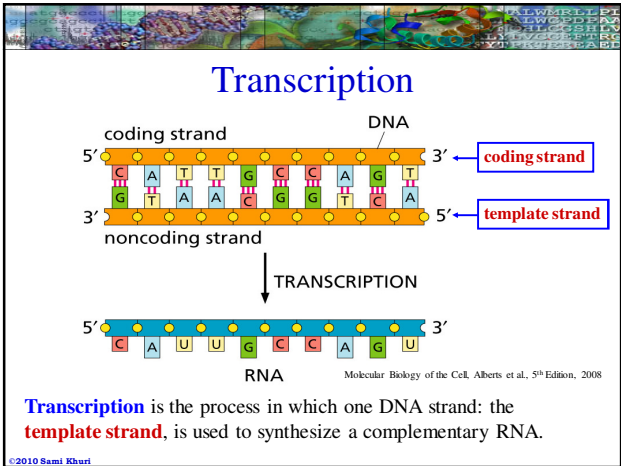 Transcription
coding strand
DNA
5′ 3′
coding strand
C A T T G C C A G T
G T A A C G G T C A
3′ 5′
template strand
noncoding strand
TRANSCRIPTION
5′ 3′
C A U U G C C A G U
RNA
Molecular Biology of the Cell, Alberts et al., 5th Edition, 2008
Transcription is the process in which one DNA strand: the
template strand, is used to synthesize a complementary RNA.
©2010 Sami Khuri